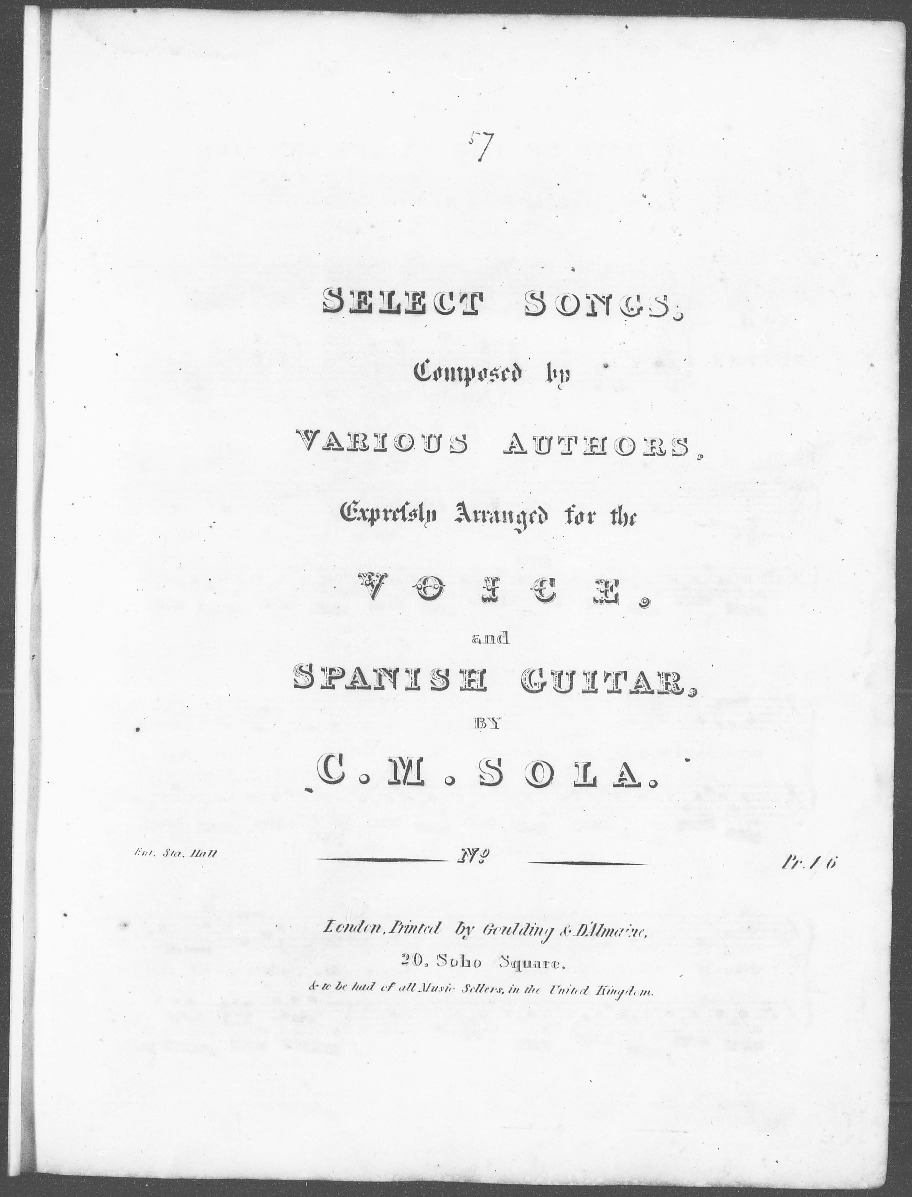 57
SELECT SONGS,
Composed by
VARIOUS AUTHORS,
Expreſsly Arranged for the
VOICE,
and
SPANISH GUITAR,
BY
C. M. SOLA.
Ent. Sta. Hall Nº Pr. 1/6
London, Printed by Goulding & D'Almaine,
20, Soho Square,
& to be had of all Music Sellers, in the United Kingdom.